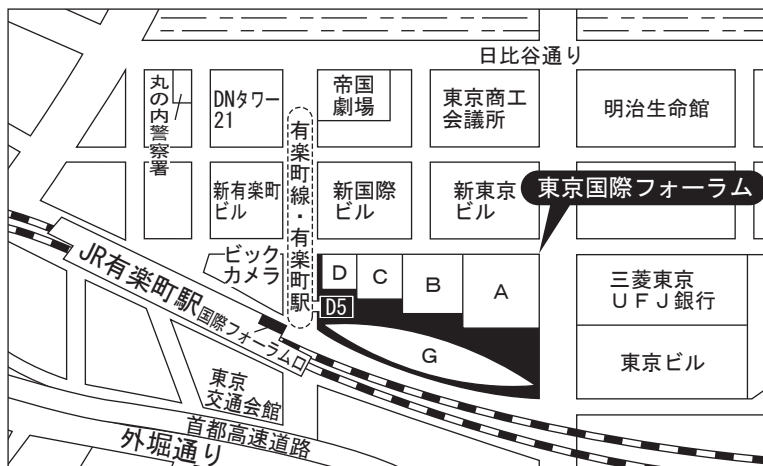 日比谷通り
丸の内警察署
DNタワー
21
帝国
劇場
東京商工
会議所
明治生命館
有楽町線・有楽町駅
新有楽町
ビル
新国際
ビル
新東京
ビル
東京国際フォーラム
ビック
カメラ
JR有楽町駅
国際フォーラム口
D5
D
C
B
A
G
三菱東京
UFJ銀行
東京ビル
東京
交通会館
首都高速道路
外堀通り